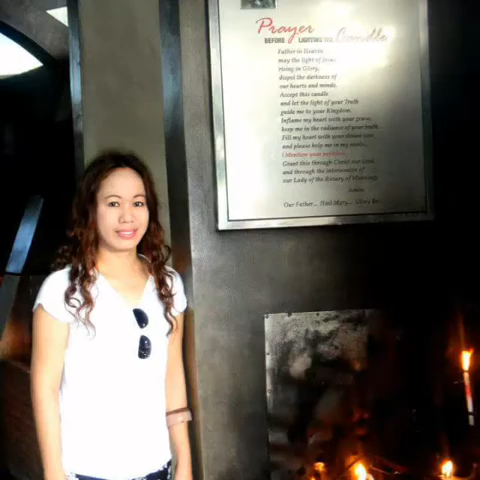 Prayer
BEFORE LIGHTING THE Candle
Father in Heaven
may the light of
rising in Glory,
dispel the darkness of
our hearts and minds.
Accept this candle
and let the light of your Truth
guide me to your Kingdom.
Inflame my heart with your grace,
keep me in the radiance of your truth.
Fill my heart with your divine love
and please help me in my needs...
(Mention your petition)
Grant this through Christ our Lord
and through the intercession of
our Lady of the Rosary of Manaoag.
Amen
Our Father... Hail Mary... Glory Be...